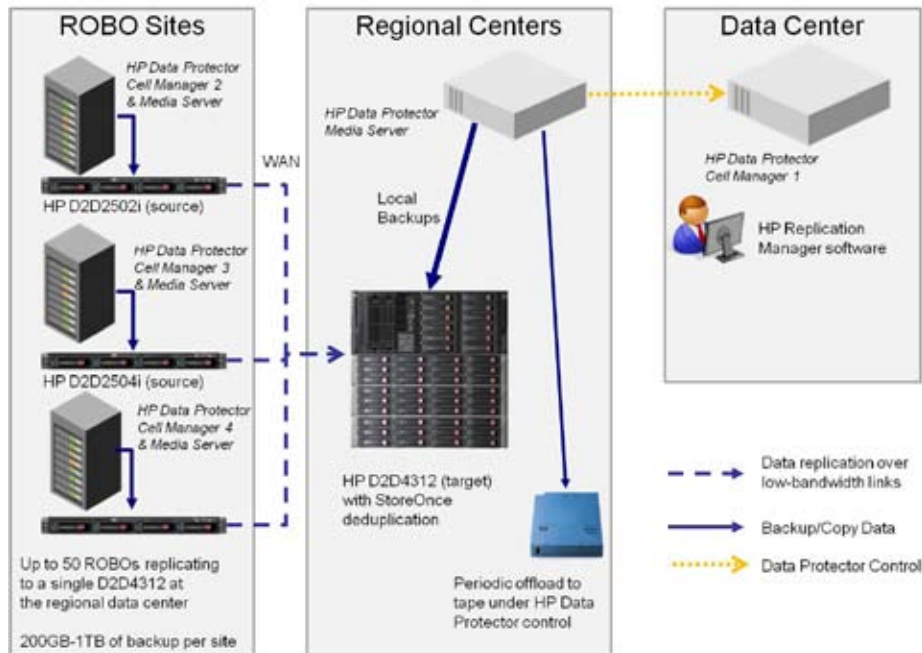 ROBO Sites
HP Data Protector
Cell Manager 2
& Media Server
HP D2D2502i (source)
HP Data Protector
Cell Manager 3
& Media Server
HP D2D2504i (source)
HP Data Protector
Cell Manager 4
& Media Server
Up to 50 ROBOs replicating
to a single D2D4312 at
the regional data center
200GB-1TB of backup per site
WAN
Regional Centers
HP Data Protector
Media Server
Local
Backups
HP D2D4312 (target)
with StoreOnce
deduplication
Periodic offload to
tape under HP Data
Protector control
Data Center
HP Data Protector
Cell Manager 1
HP Replication
Manager software
Data replication over
low-bandwidth links
Backup/Copy Data
Data Protector Control